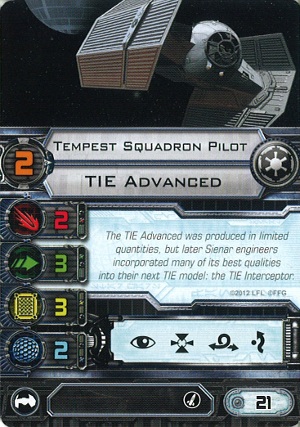 Tempest Squadron Pilot
2
TIE Advanced
2
The TIE Advanced was produced in limited
3
quantities, but later Sienar engineers
incorporated many of its best qualities
into their next TIE model: the TIE Interceptor.
3
©2012 LFL ©FFG
2
21